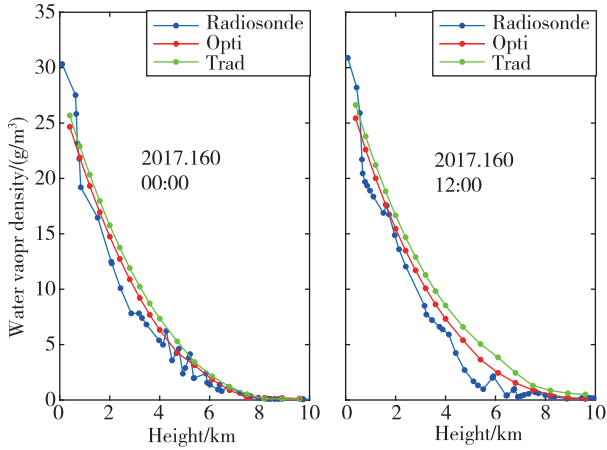 Water vaopr density/(g/m³)
35
30
25
20
15
10
5
0
Radiosonde
Opti
Trad
2017.160
00:00
0 2 4 6 8 10
Height/km
Radiosonde
Opti
Trad
2017.160
12:00
0 2 4 6 8 10
Height/km